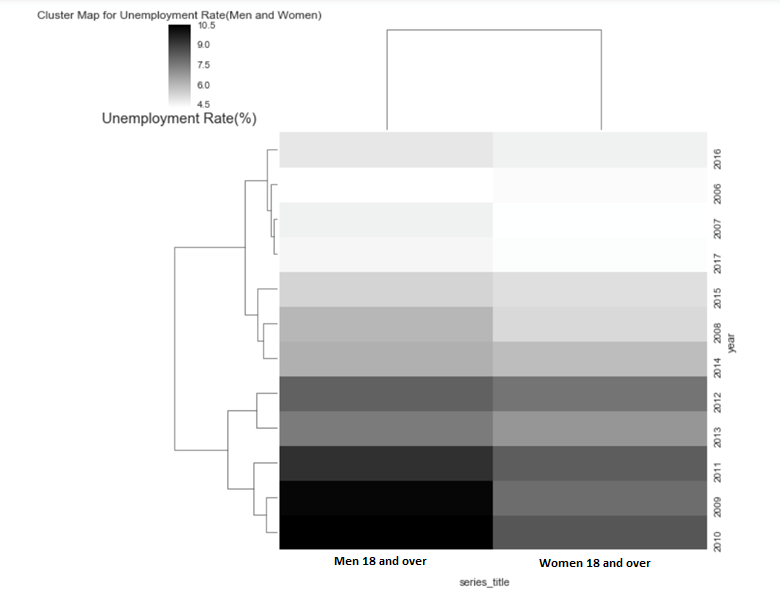 Cluster Map for Unemployment Rate(Men and Women)
10.5
9.0
7.5
6.0
4.5
Unemployment Rate(%)
2016
2006
2007
2017
2015
2008
2014
2012
2013
2011
2009
2010
year
Men 18 and over
Women 18 and over
series_title